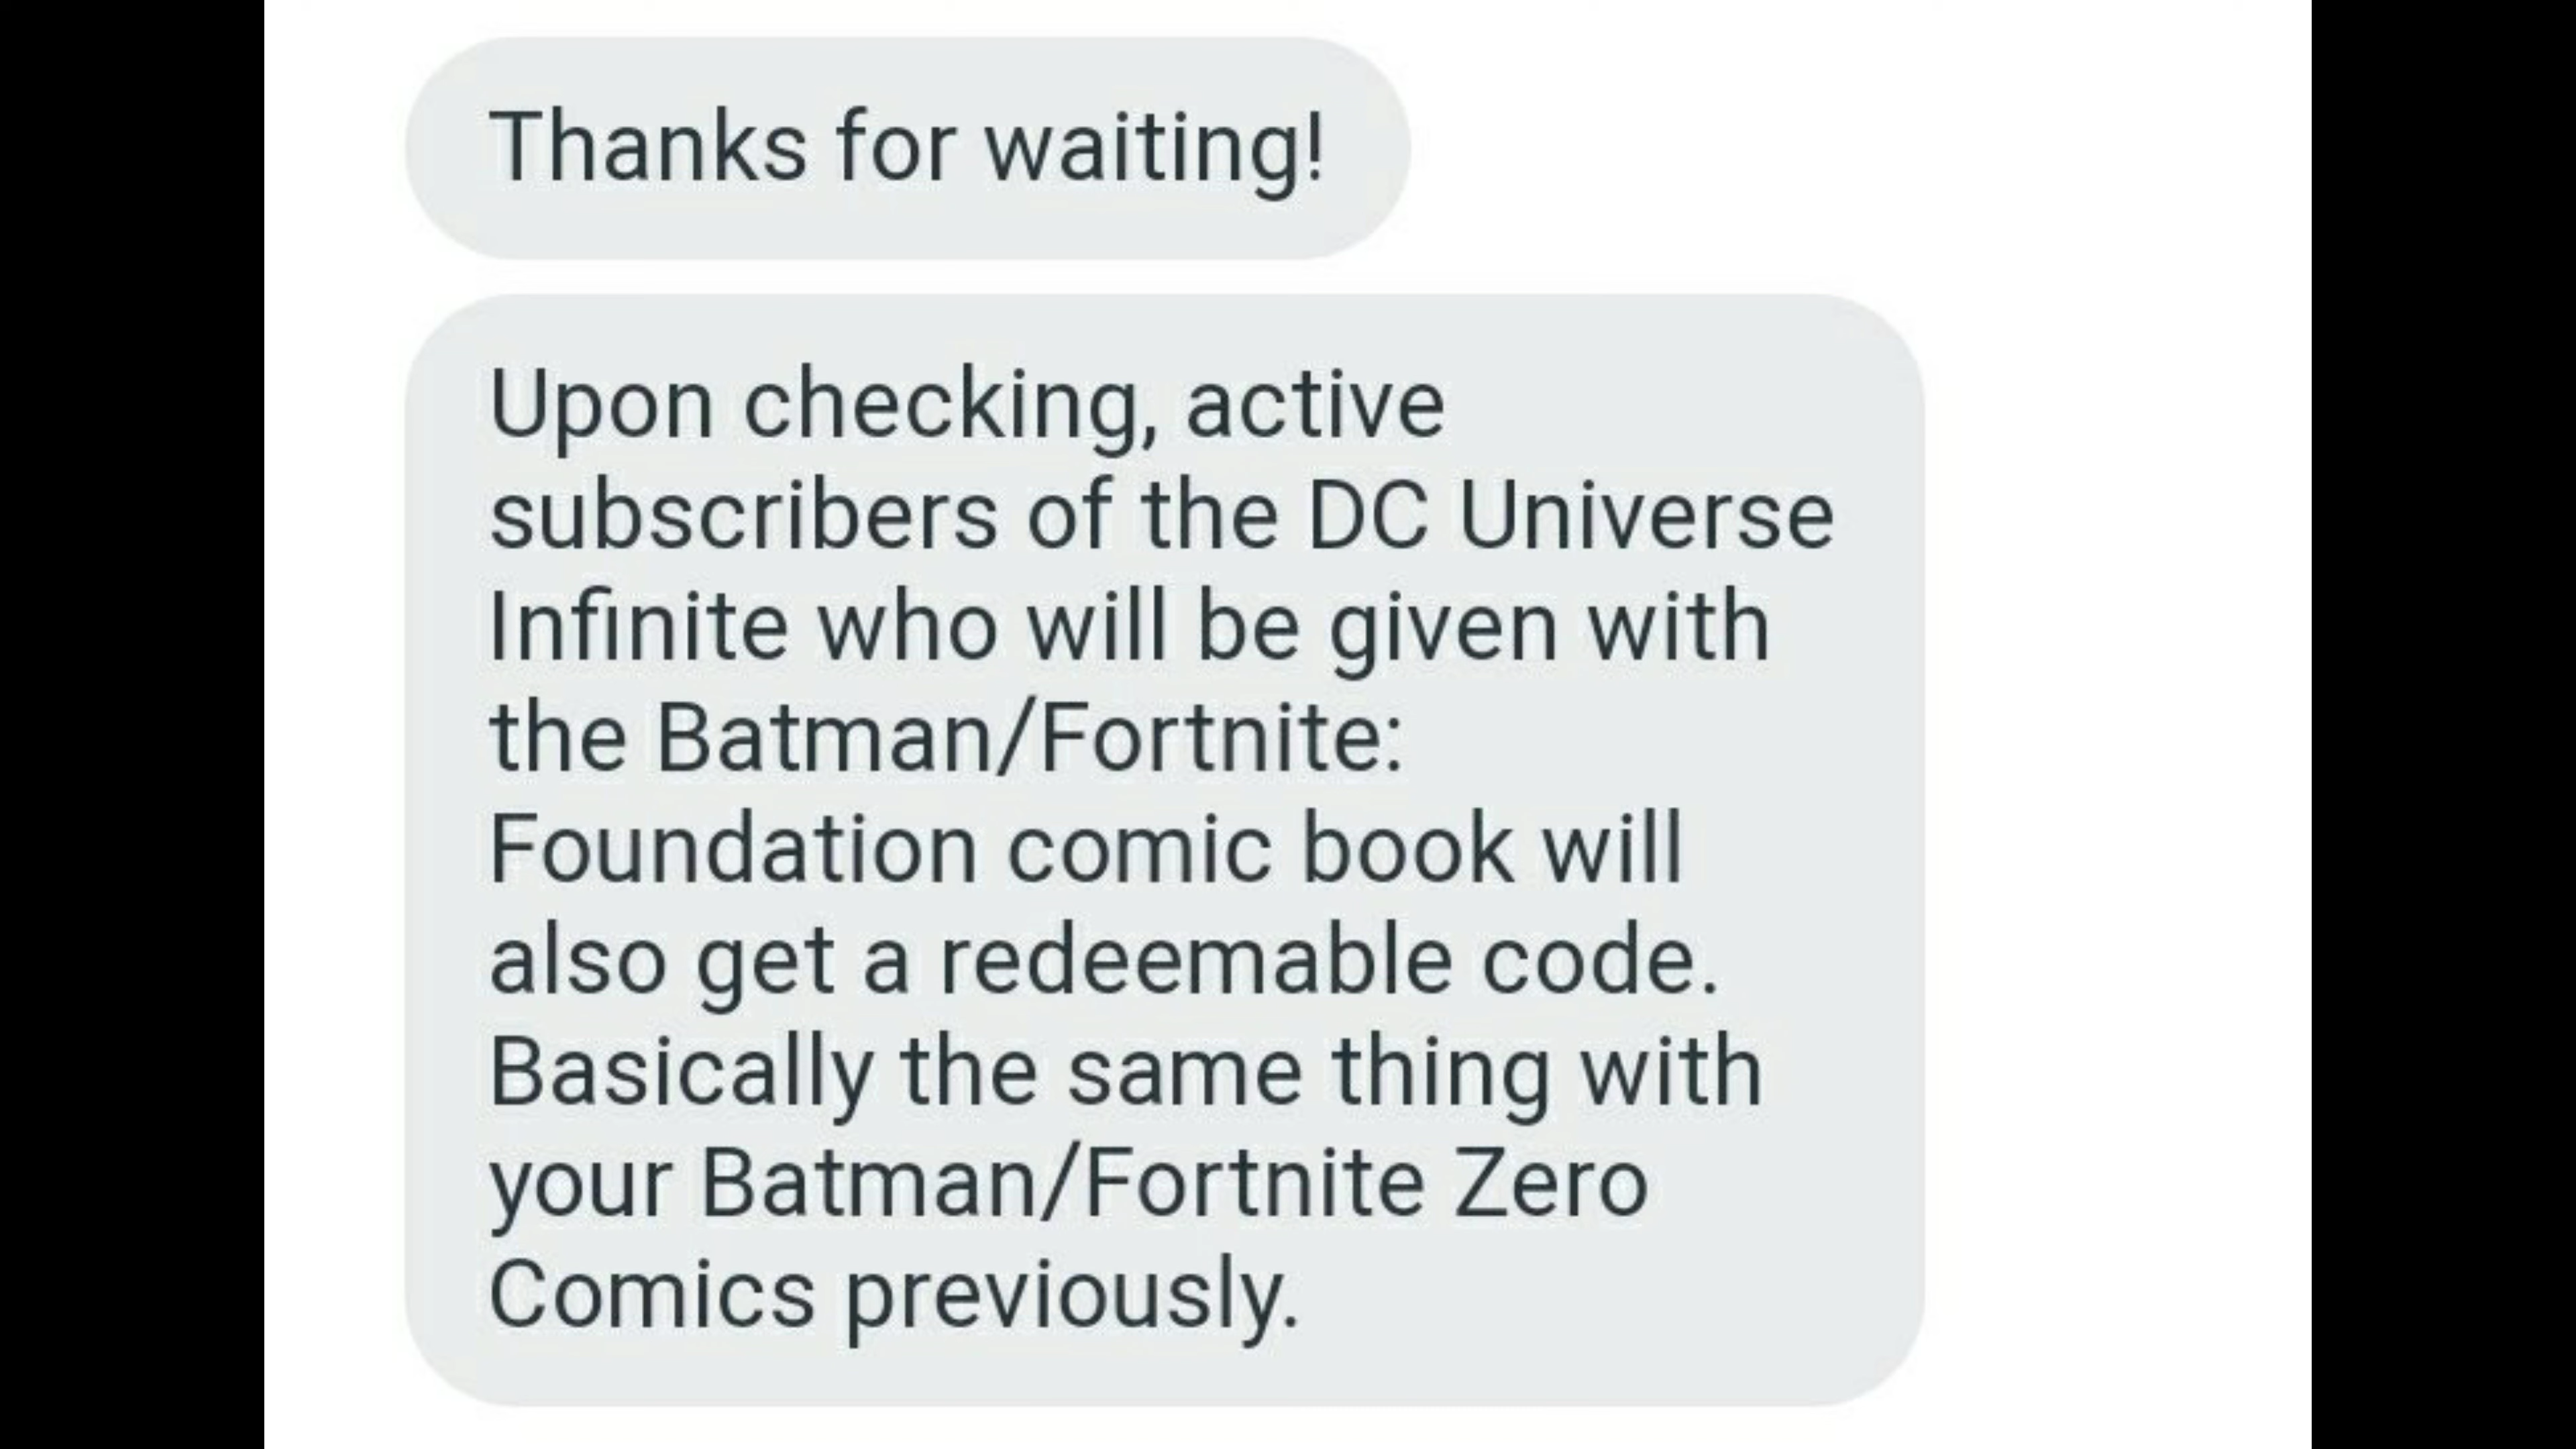 Thanks for waiting!
Upon checking, active
subscribers of the DC Universe
Infinite who will be given with
the Batman/Fortnite:
Foundation comic book will
also get a redeemable code.
Basically the same thing with
your Batman/Fortnite Zero
Comics previously.